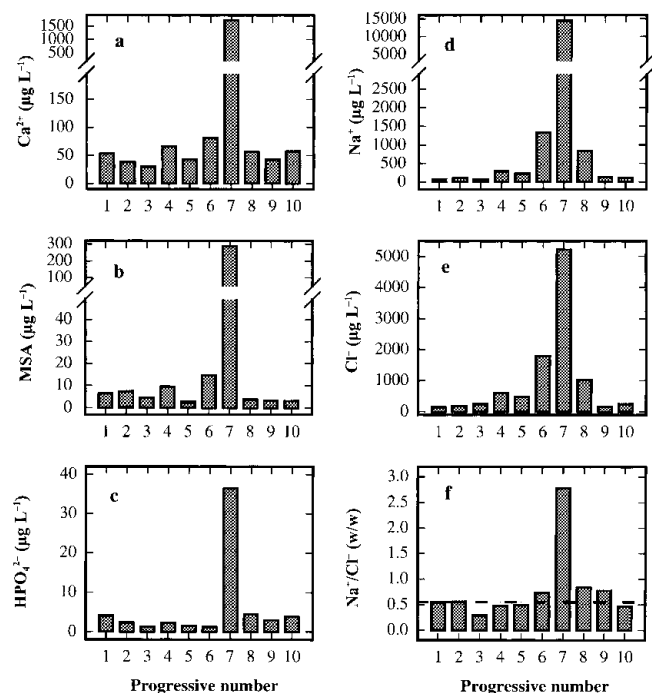 a
Ca²⁺ (µg L⁻¹)
1500
1000
500
150
100
50
0
1 2 3 4 5 6 7 8 9 10
b
MSA (µg L⁻¹)
300
200
100
40
30
20
10
0
1 2 3 4 5 6 7 8 9 10
c
HPO₄²⁻ (µg L⁻¹)
40
30
20
10
0
1 2 3 4 5 6 7 8 9 10
Progressive number
d
Na⁺ (µg L⁻¹)
15000
10000
5000
2500
2000
1500
1000
500
0
1 2 3 4 5 6 7 8 9 10
e
Cl⁻ (µg L⁻¹)
5000
4000
3000
2000
1000
0
1 2 3 4 5 6 7 8 9 10
f
Na⁺/Cl⁻ (w/w)
3.0
2.5
2.0
1.5
1.0
0.5
0.0
1 2 3 4 5 6 7 8 9 10
Progressive number